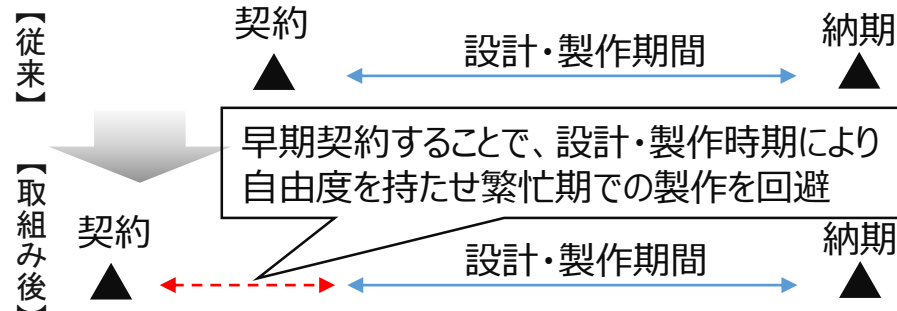 【従来】
契約
設計・製作期間
納期
▲
▲
早期契約することで、設計・製作時期により
自由度を持たせ繁忙期での製作を回避
【取組み後】
契約
設計・製作期間
納期
▲
▲